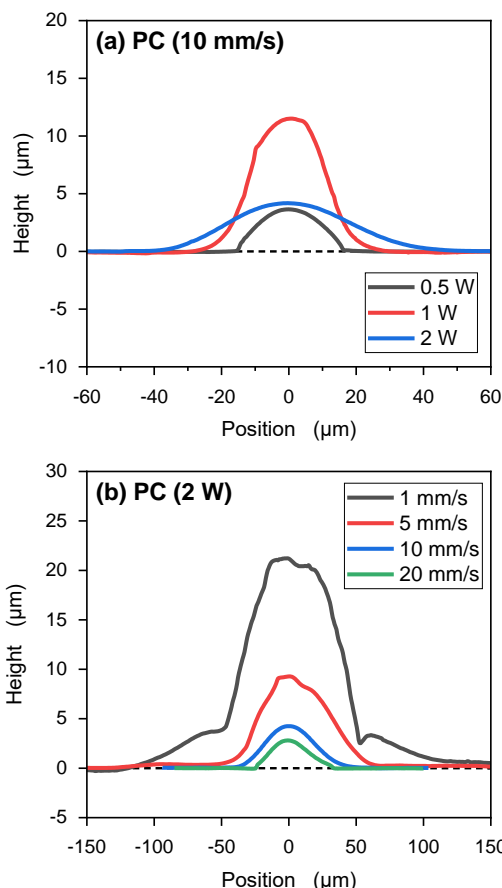 (a) PC (10 mm/s)
20
15
10
5
0
-5
-10
Height (μm)
0.5 W
1 W
2 W
-60
-40
-20
0
20
40
60
Position (μm)
(b) PC (2 W)
30
25
20
15
10
5
0
-5
Height (μm)
1 mm/s
5 mm/s
10 mm/s
20 mm/s
-150
-100
-50
0
50
100
150
Position (μm)